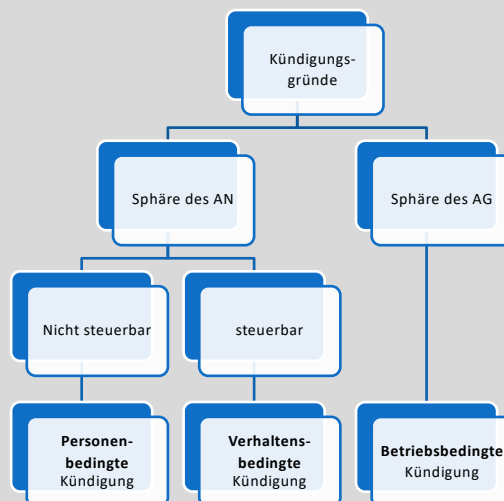 Kündigungs-
gründe
Sphäre des AN
Sphäre des AG
Nicht steuerbar
steuerbar
Personen-
bedingte
Kündigung
Verhaltens-
bedingte
Kündigung
Betriebsbedingte
Kündigung